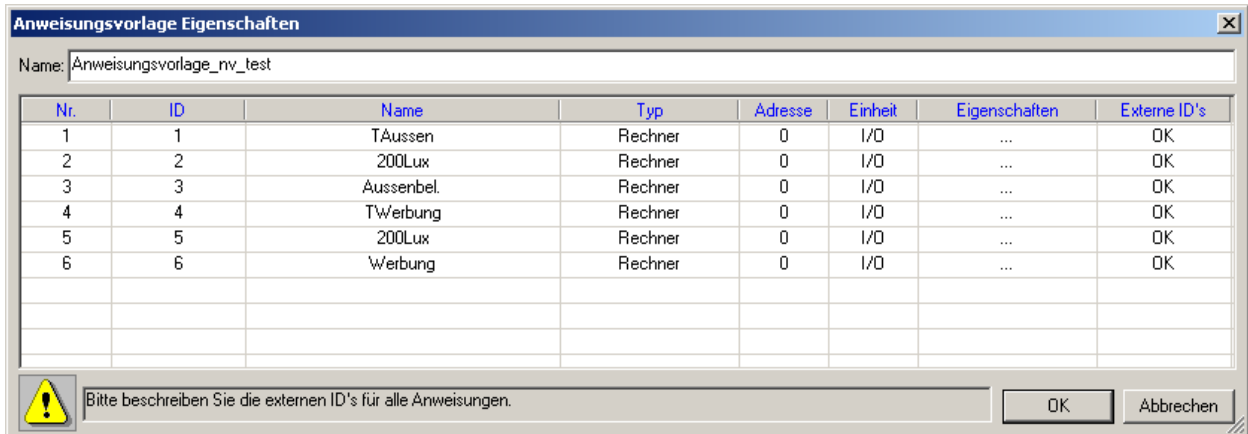 Anweisungsvorlage Eigenschaften
Name: Anweisungsvorlage_nv_test
Nr. ID Name Typ Adresse Einheit Eigenschaften Externe ID's
1 1 TAussen Rechner 0 I/O ... OK
2 2 200Lux Rechner 0 I/O ... OK
3 3 Aussenbel. Rechner 0 I/O ... OK
4 4 TWerbung Rechner 0 I/O ... OK
5 5 200Lux Rechner 0 I/O ... OK
6 6 Werbung Rechner 0 I/O ... OK
Bitte beschreiben Sie die externen ID's für alle Anweisungen. OK Abbrechen